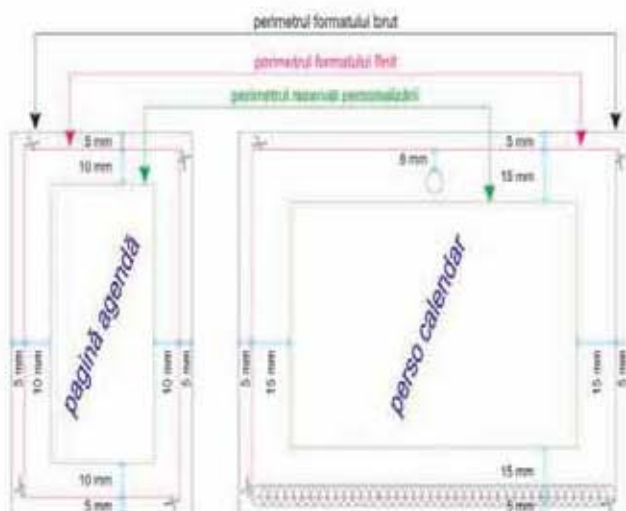 perimetrul formatului brut
perimetrul formatului finit
perimetrul rezervat personalizării
5 mm
10 mm
5 mm
15 mm
8 mm
pagină agendă
perso calendar
5 mm
10 mm
10 mm
5 mm
5 mm
15 mm
15 mm
5 mm
10 mm
5 mm
15 mm
5 mm